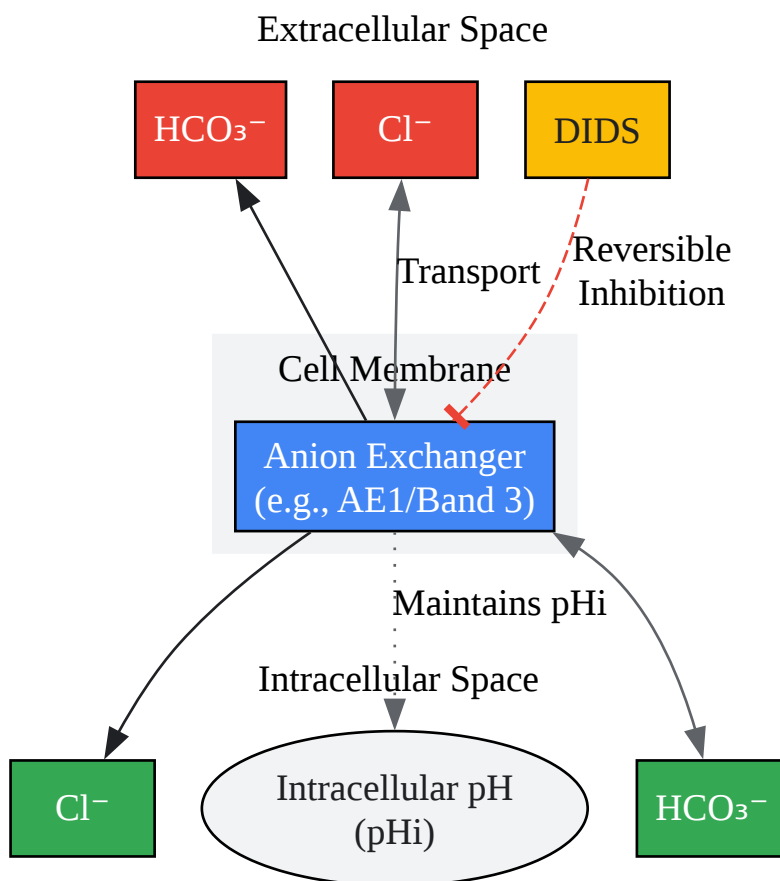 Extracellular Space
HCO₃⁻
Cl⁻
DIDS
Transport
Reversible
Inhibition
Cell Membrane
Anion Exchanger
(e.g., AE1/Band 3)
Maintains pHi
Intracellular Space
Cl⁻
Intracellular pH
(pHi)
HCO₃⁻